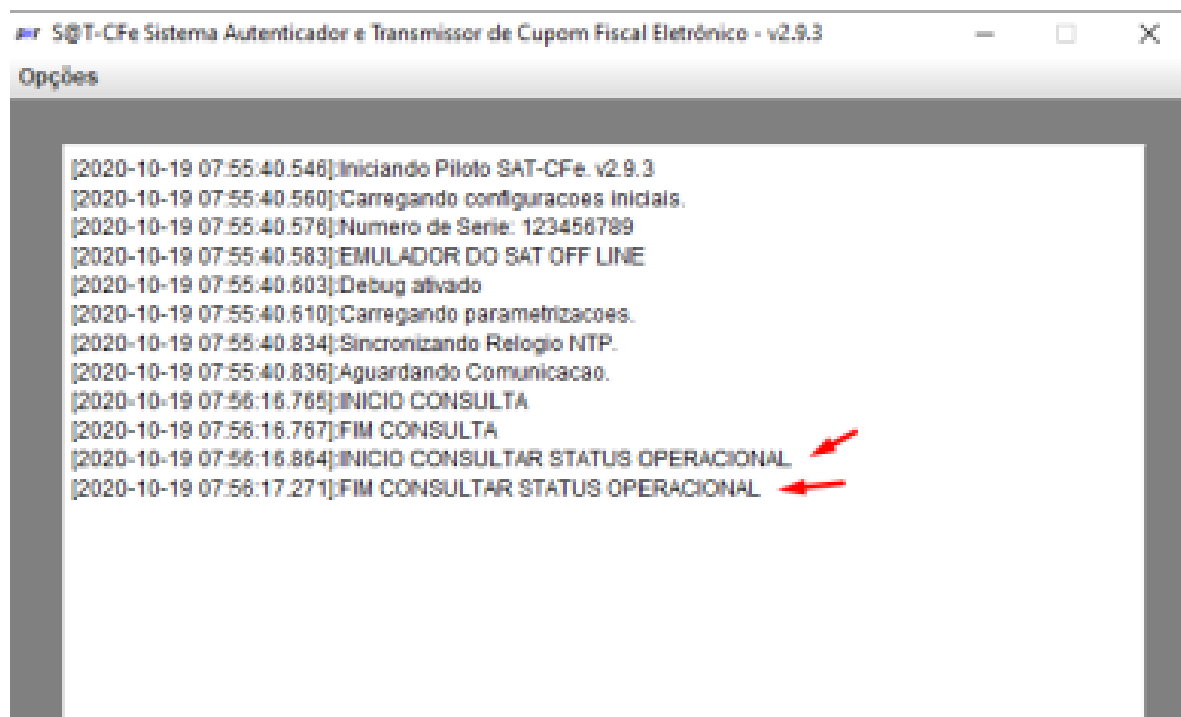 S@T-CFe Sistema Autenticador e Transmissor de Cupom Fiscal Eletrônico - v2.9.3
Opções
[2020-10-19 07:55:40.546]:Iniciando Piloto SAT-CFe. v2.9.3
[2020-10-19 07:55:40.560]:Carregando configuracoes iniciais.
[2020-10-19 07:55:40.576]:Numero de Serie: 123456789
[2020-10-19 07:55:40.583]:EMULADOR DO SAT OFF LINE
[2020-10-19 07:55:40.603]:Debug ativado
[2020-10-19 07:55:40.610]:Carregando parametrizacoes.
[2020-10-19 07:55:40.834]:Sincronizando Relogio NTP.
[2020-10-19 07:55:40.836]:Aguardando Comunicacao.
[2020-10-19 07:56:16.765]:INICIO CONSULTA
[2020-10-19 07:56:16.767]:FIM CONSULTA
[2020-10-19 07:56:16.864]:INICIO CONSULTAR STATUS OPERACIONAL
[2020-10-19 07:56:17.271]:FIM CONSULTAR STATUS OPERACIONAL